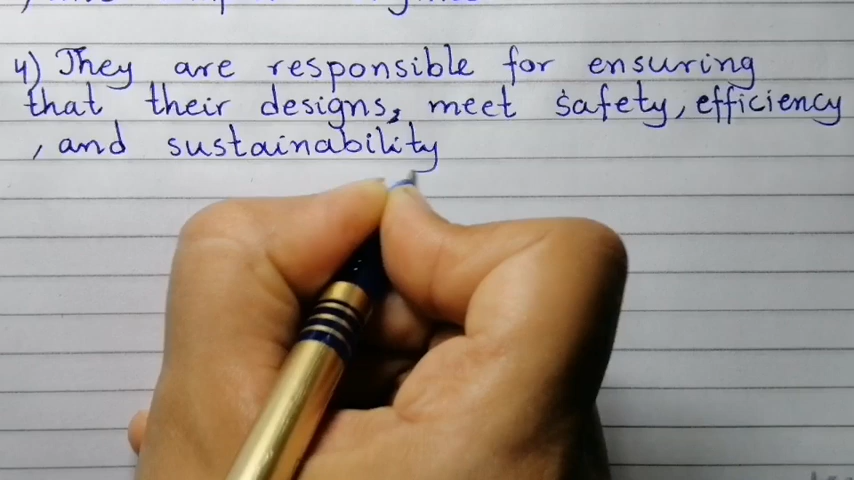 4) They are responsible for ensuring
that their designs, meet safety, efficiency
, and sustainability